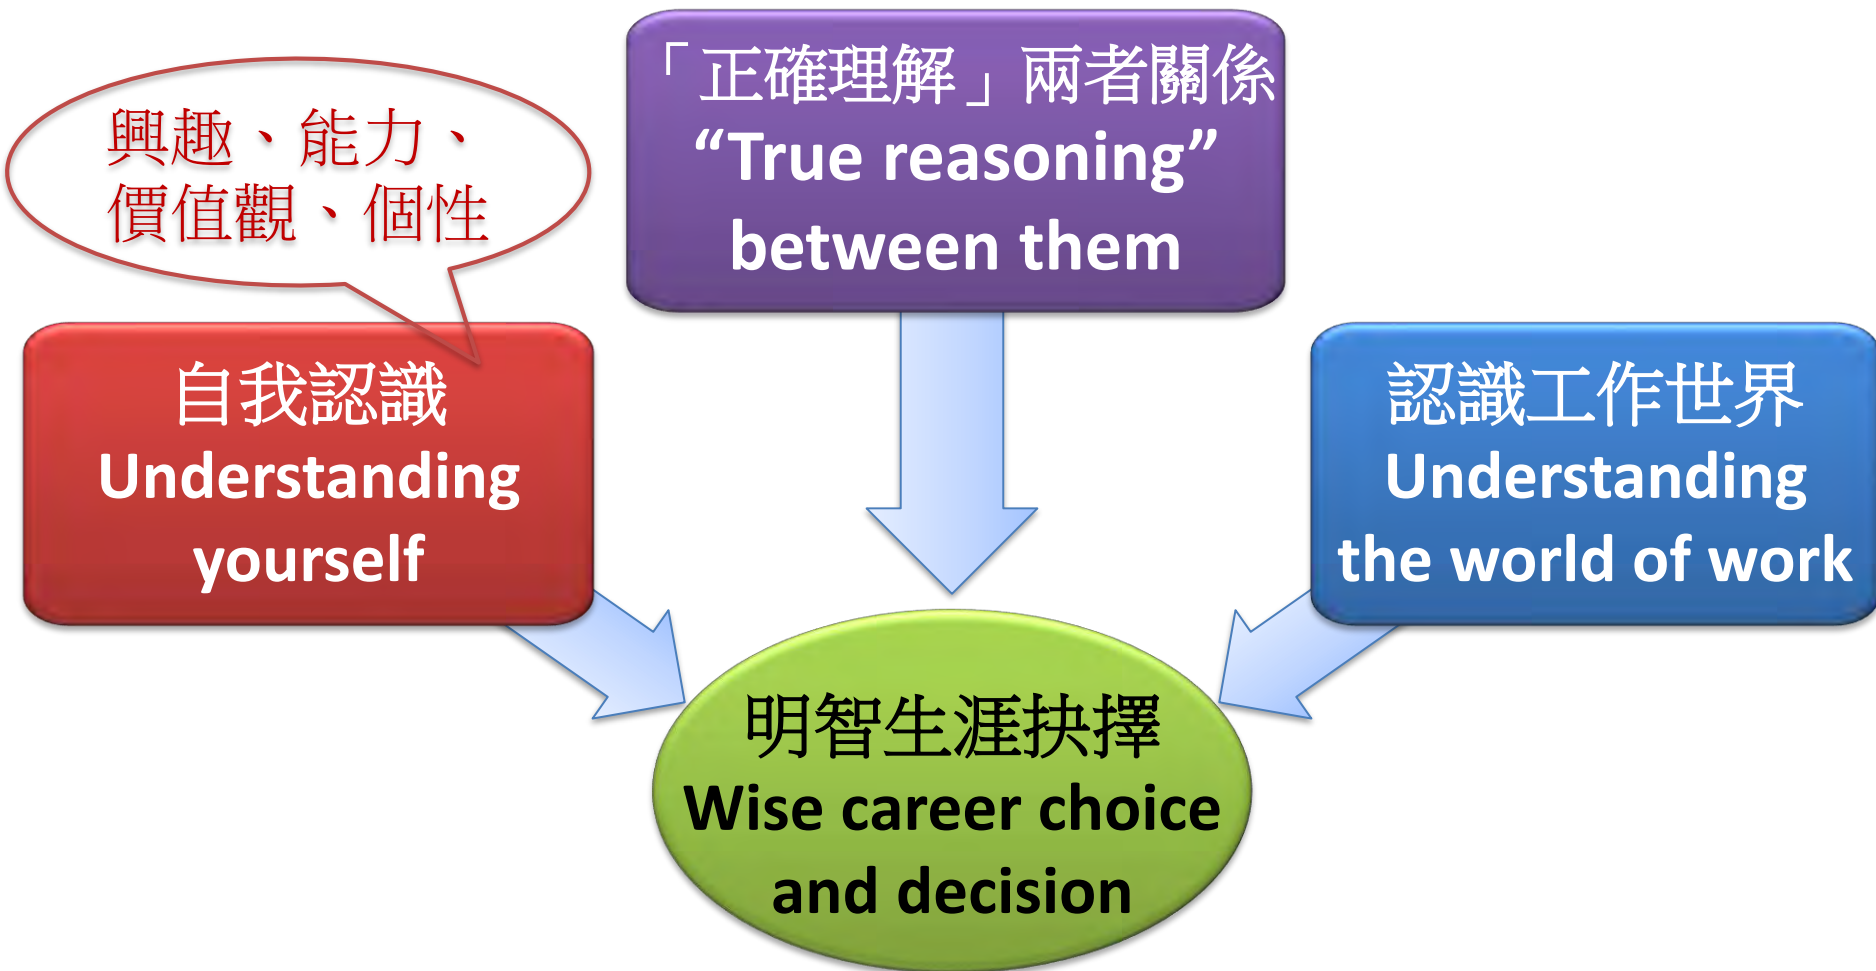 興趣、能力、
價值觀、個性
「正確理解」兩者關係
“True reasoning”
between them
自我認識
Understanding
yourself
認識工作世界
Understanding
the world of work
明智生涯抉擇
Wise career choice
and decision